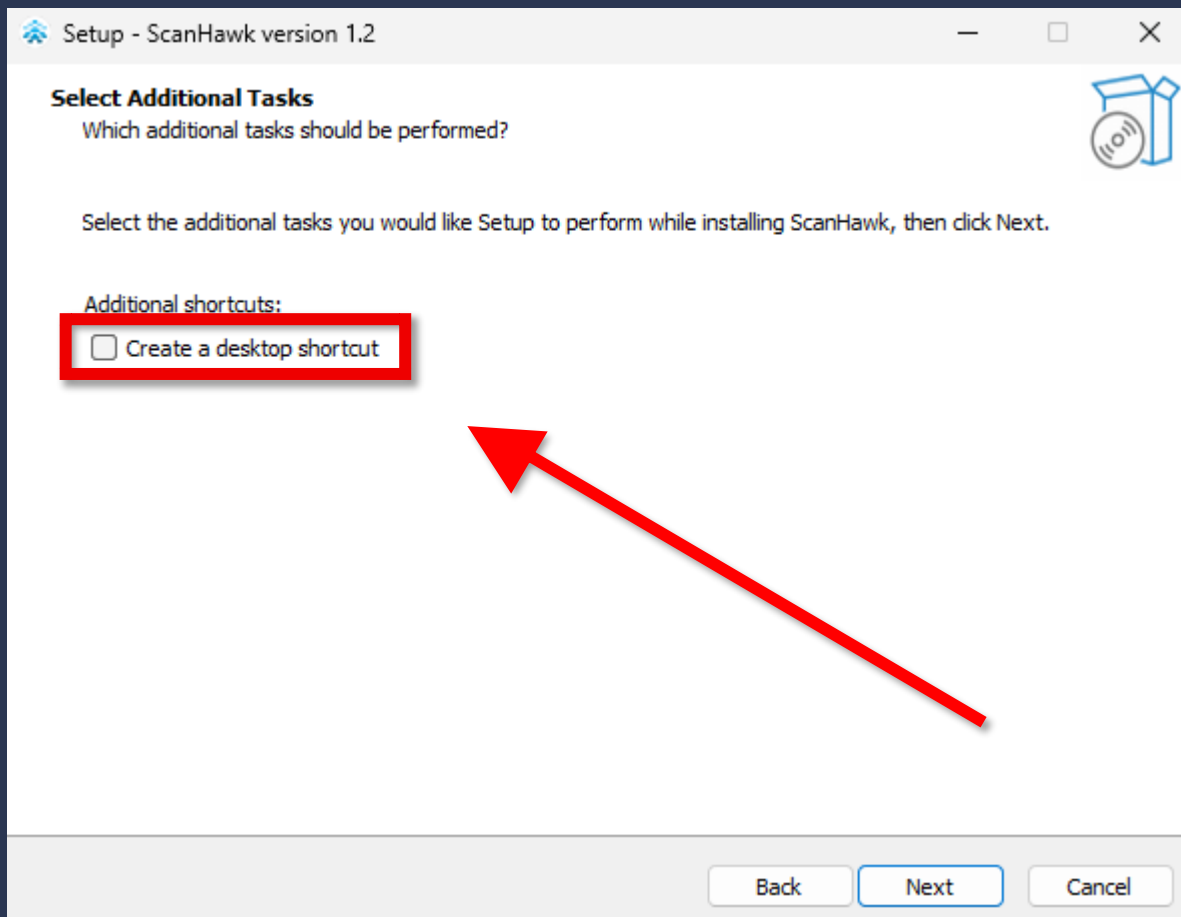 Setup - ScanHawk version 1.2
Select Additional Tasks
Which additional tasks should be performed?
Select the additional tasks you would like Setup to perform while installing ScanHawk, then click Next.
Additional shortcuts:
Create a desktop shortcut
Back Next Cancel